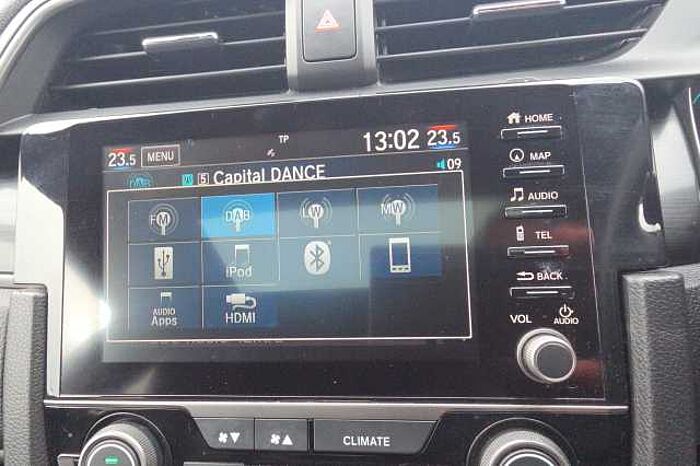 TP
23.5 MENU 13:02 23.5
DAB 5 Capital DANCE 09
FM DAB LW MW
iPod
AUDIO Apps HDMI
HOME
MAP
AUDIO
TEL
BACK
VOL AUDIO
CLIMATE